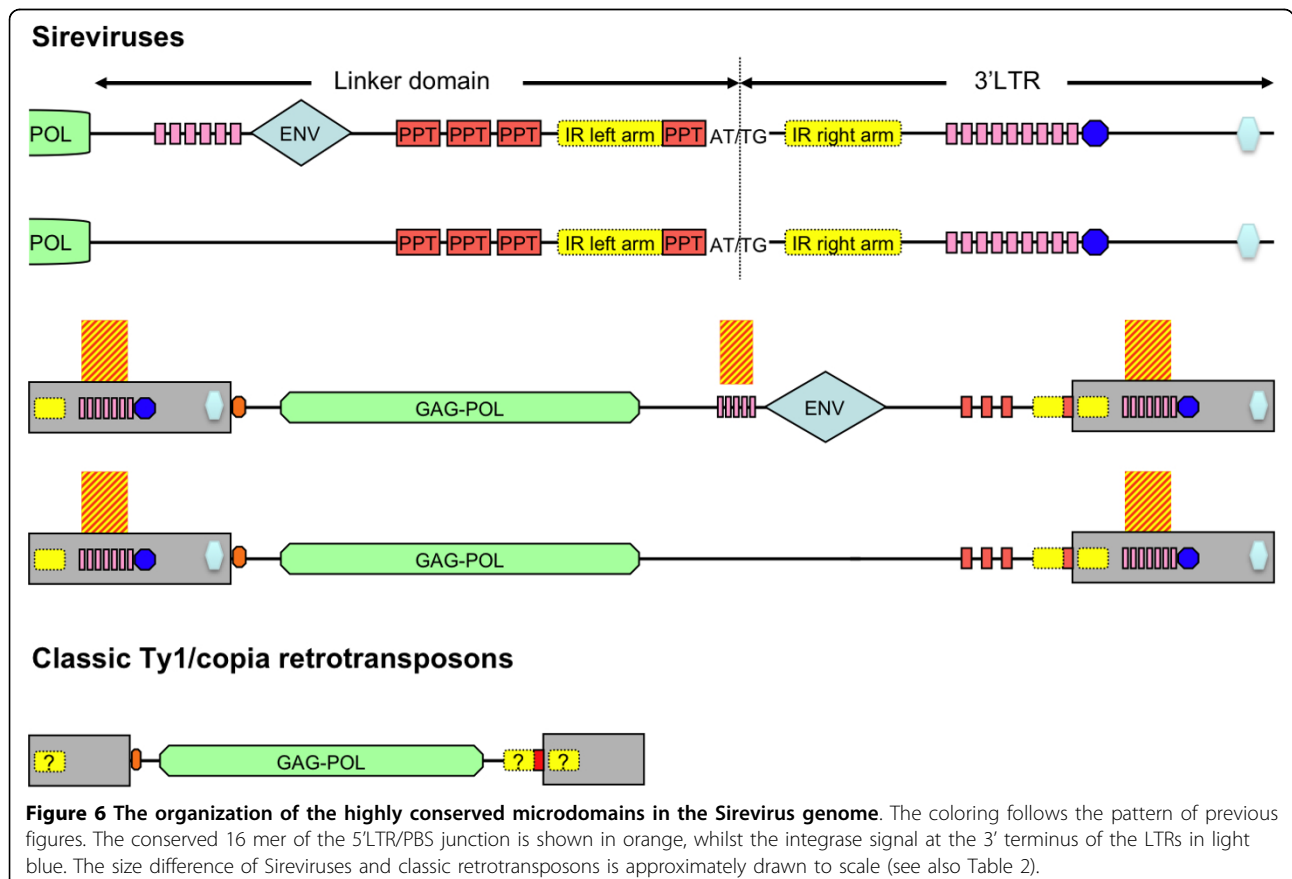 Sireviruses
Linker domain 3'LTR
POL ENV PPT PPT PPT IR left arm PPT AT/TG IR right arm
POL PPT PPT PPT IR left arm PPT AT/TG IR right arm
GAG-POL ENV
GAG-POL
Classic Ty1/copia retrotransposons
? GAG-POL ? ?
Figure 6 The organization of the highly conserved microdomains in the Sirevirus genome. The coloring follows the pattern of previous
figures. The conserved 16 mer of the 5'LTR/PBS junction is shown in orange, whilst the integrase signal at the 3' terminus of the LTRs in light
blue. The size difference of Sireviruses and classic retrotransposons is approximately drawn to scale (see also Table 2).